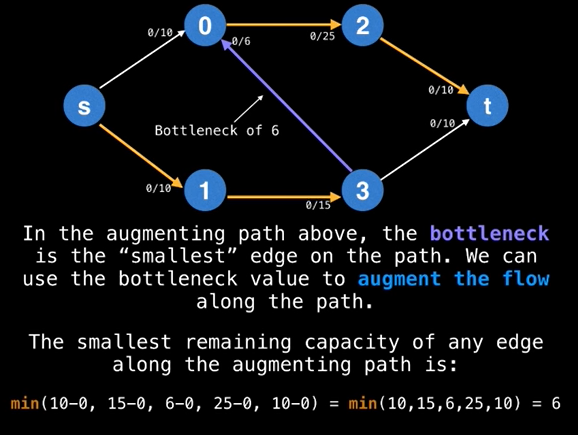 0
2
0/10
0/6
0/25
s
0/10
t
Bottleneck of 6
0/10
0/10
1
0/15
3
In the augmenting path above, the bottleneck
is the “smallest” edge on the path. We can
use the bottleneck value to augment the flow
along the path.
The smallest remaining capacity of any edge
along the augmenting path is:
min(10-0, 15-0, 6-0, 25-0, 10-0) = min(10,15,6,25,10) = 6